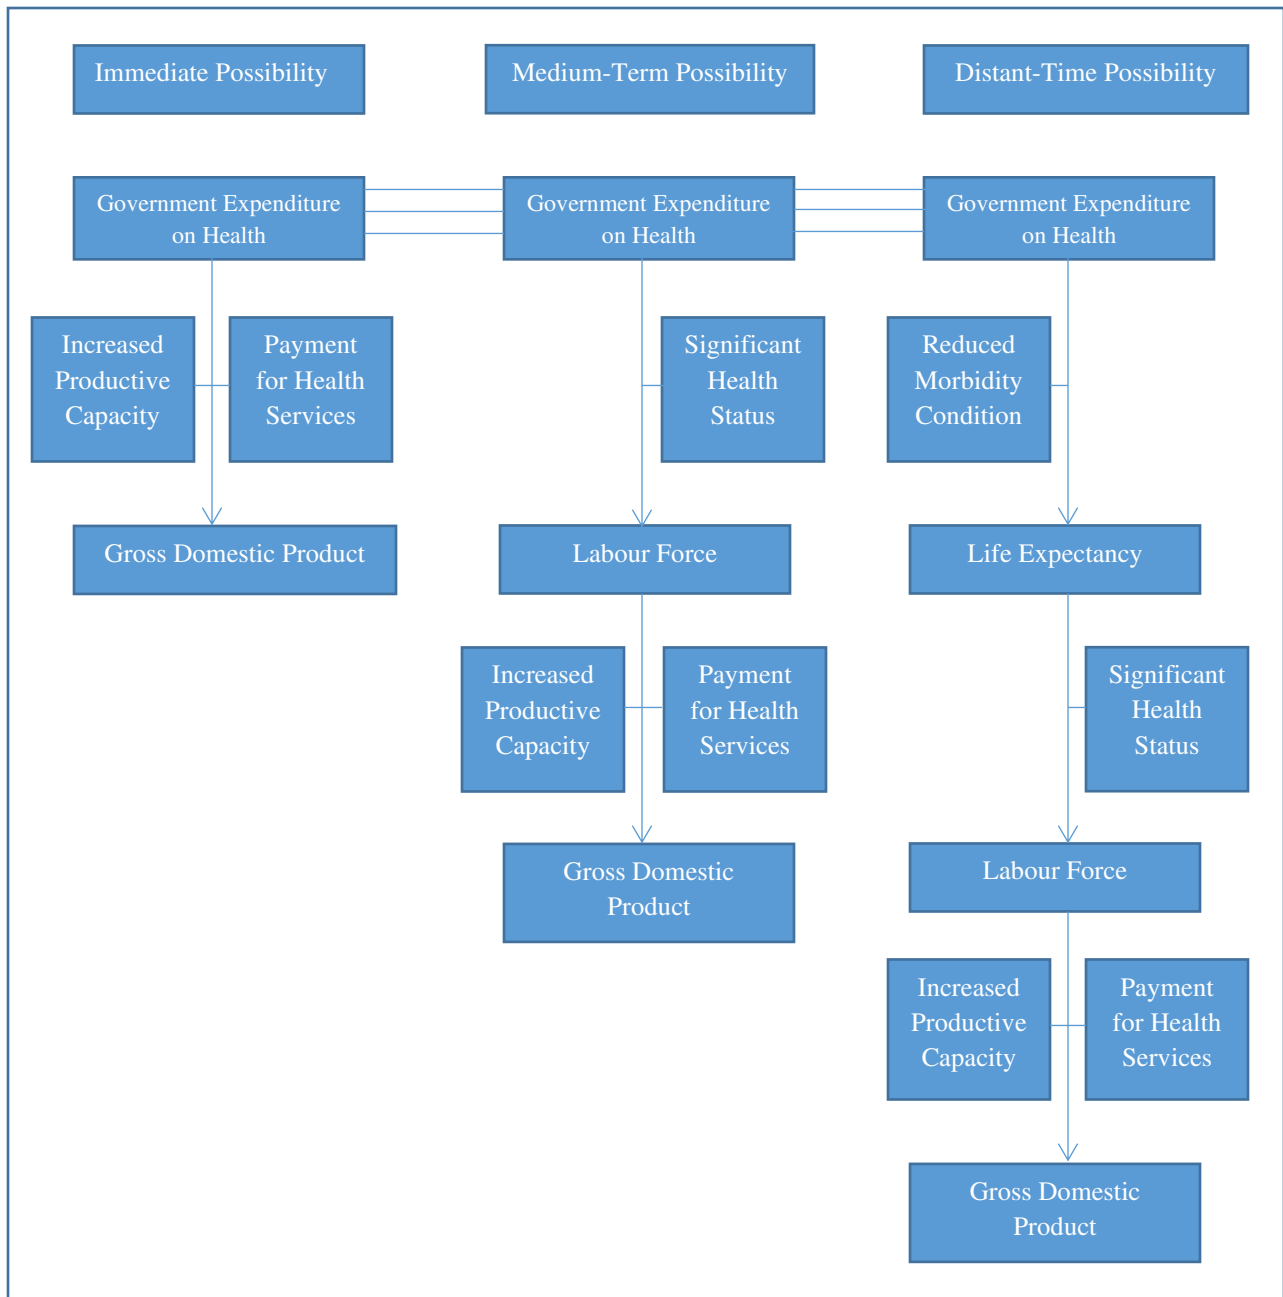 Immediate Possibility
Medium-Term Possibility
Distant-Time Possibility
Government Expenditure
on Health
Government Expenditure
on Health
Government Expenditure
on Health
Increased
Productive
Capacity
Payment
for Health
Services
Significant
Health
Status
Reduced
Morbidity
Condition
Gross Domestic Product
Labour Force
Life Expectancy
Increased
Productive
Capacity
Payment
for Health
Services
Significant
Health
Status
Gross Domestic
Product
Labour Force
Increased
Productive
Capacity
Payment
for Health
Services
Gross Domestic
Product